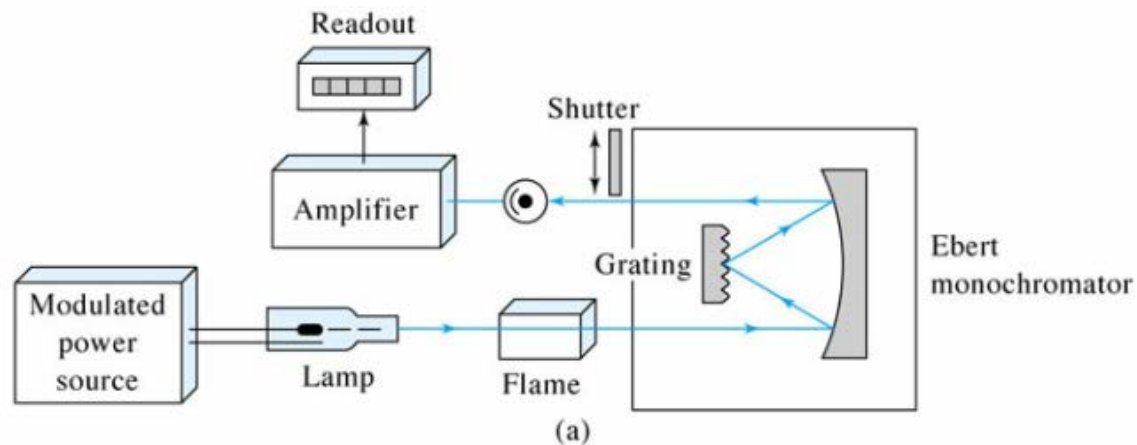 Readout
Shutter
Amplifier
Grating
Ebert
monochromator
Modulated
power
source
Lamp
Flame
(a)